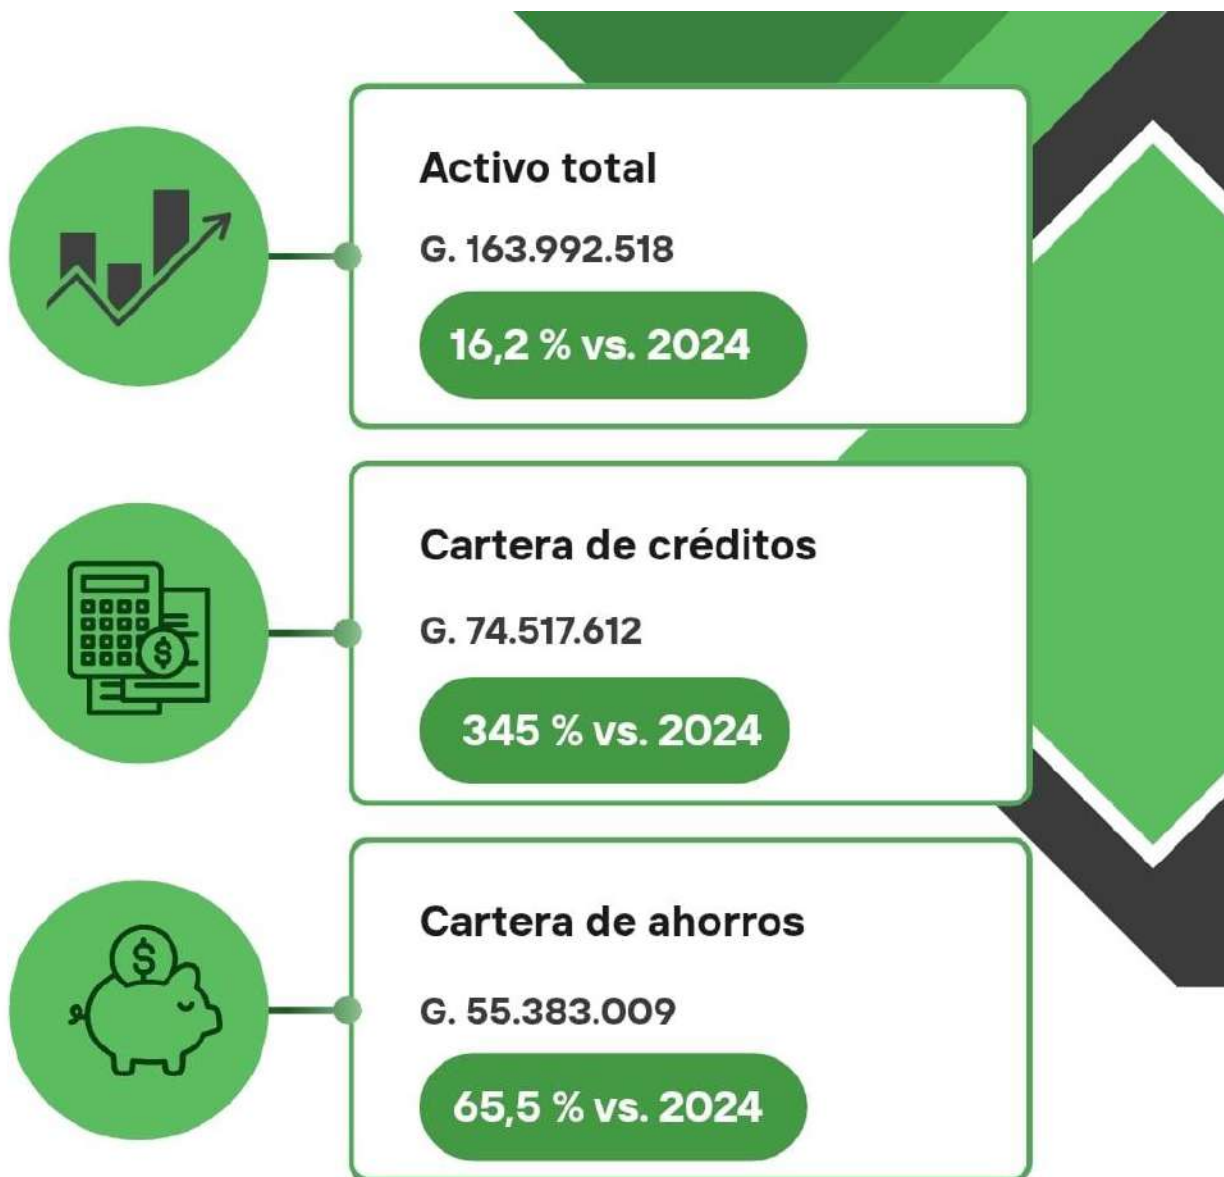 Activo total
G. 163.992.518
16,2 % vs. 2024
Cartera de créditos
G. 74.517.612
345 % vs. 2024
Cartera de ahorros
G. 55.383.009
65,5 % vs. 2024